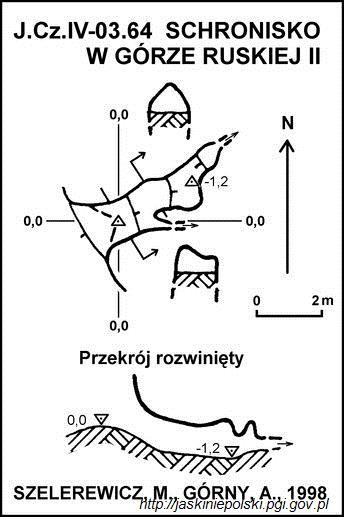 J.Cz.IV-03.64 SCHRONISKO
W GÓRZE RUSKIEJ II
0,0
N
-1,2
0,0
0,0
0,0
0 2 m
Przekrój rozwinięty
0,0
-1,2
SZELEREWICZ, M., GÓRNY, A., 1998
http://jaskiniepolski.pgi.gov.pl